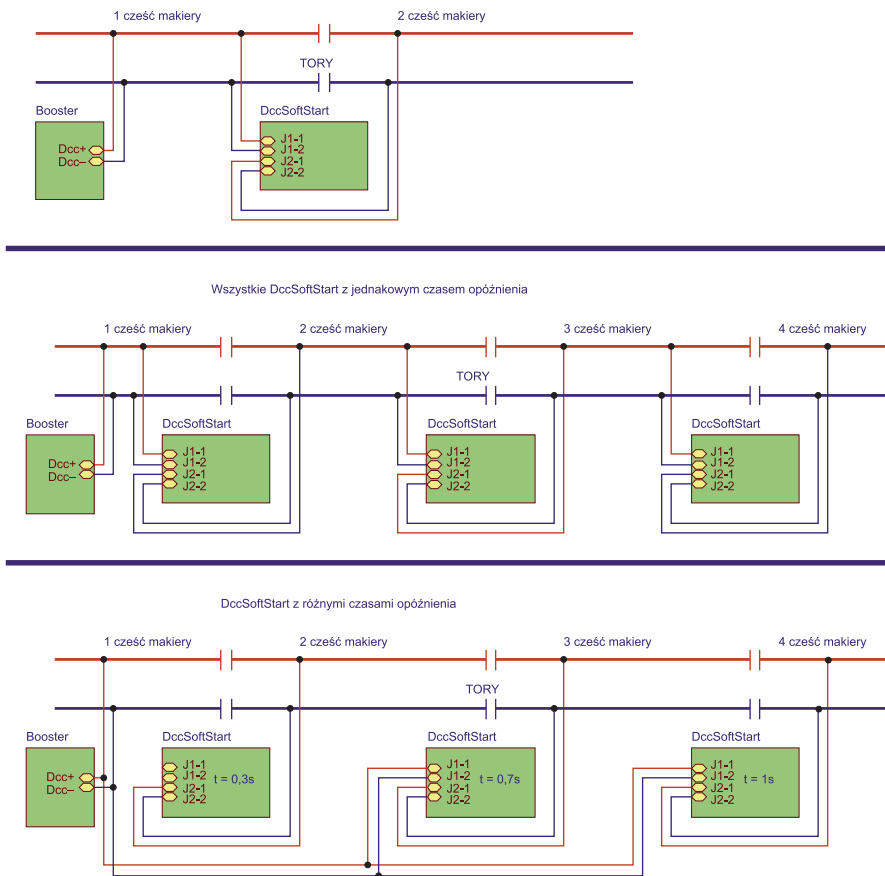 1 cześć makiery
2 cześć makiery
TORY
Booster
DccSoftStart
Dcc+
Dcc–
J1-1
J1-2
J2-1
J2-2
Wszystkie DccSoftStart z jednakowym czasem opóźnienia
1 cześć makiery
2 cześć makiery
3 cześć makiery
4 cześć makiery
TORY
Booster
DccSoftStart
DccSoftStart
DccSoftStart
Dcc+
Dcc–
J1-1
J1-2
J2-1
J2-2
J1-1
J1-2
J2-1
J2-2
J1-1
J1-2
J2-1
J2-2
DccSoftStart z różnymi czasami opóźnienia
1 cześć makiery
2 cześć makiery
3 cześć makiery
4 cześć makiery
TORY
Booster
DccSoftStart
DccSoftStart
DccSoftStart
Dcc+
Dcc–
J1-1
J1-2
J2-1
J2-2
t = 0,3s
J1-1
J1-2
J2-1
J2-2
t = 0,7s
J1-1
J1-2
J2-1
J2-2
t = 1s